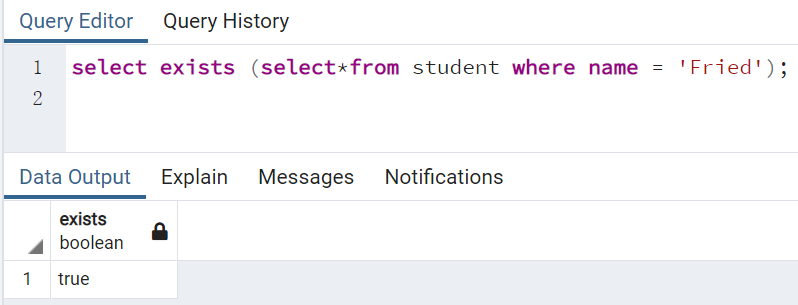 Query Editor Query History
1 select exists (select*from student where name = 'Fried');
2
Data Output Explain Messages Notifications
exists
boolean
1 true